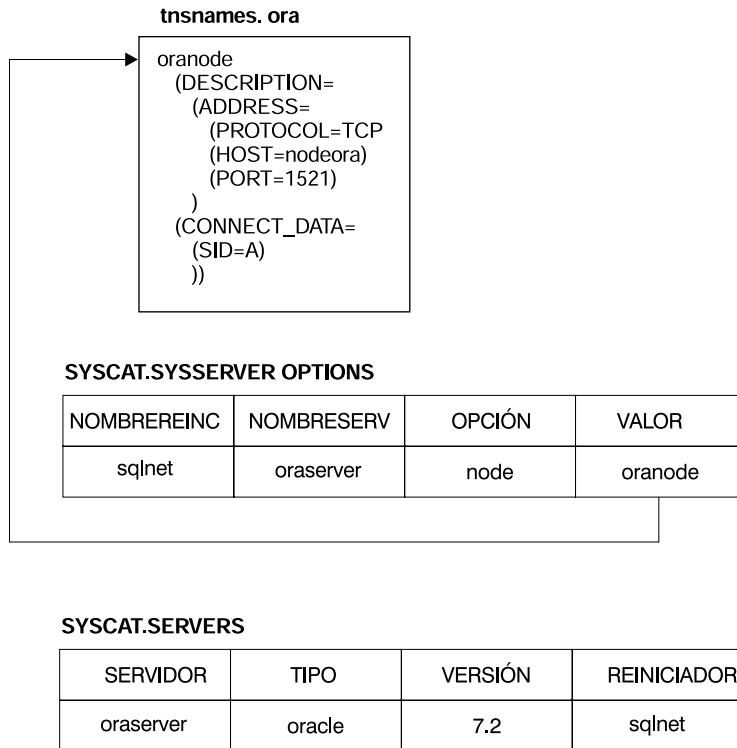 tnsnames. ora
oranode
(DESCRIPTION=
(ADDRESS=
(PROTOCOL=TCP
(HOST=nodeora)
(PORT=1521)
)
(CONNECT_DATA=
(SID=A)
))
SYSCAT.SYSSERVER OPTIONS
NOMBREREINC NOMBRESERV OPCIÓN VALOR
sqlnet oraserver node oranode
SYSCAT.SERVERS
SERVIDOR TIPO VERSIÓN REINICIADOR
oraserver oracle 7.2 sqlnet